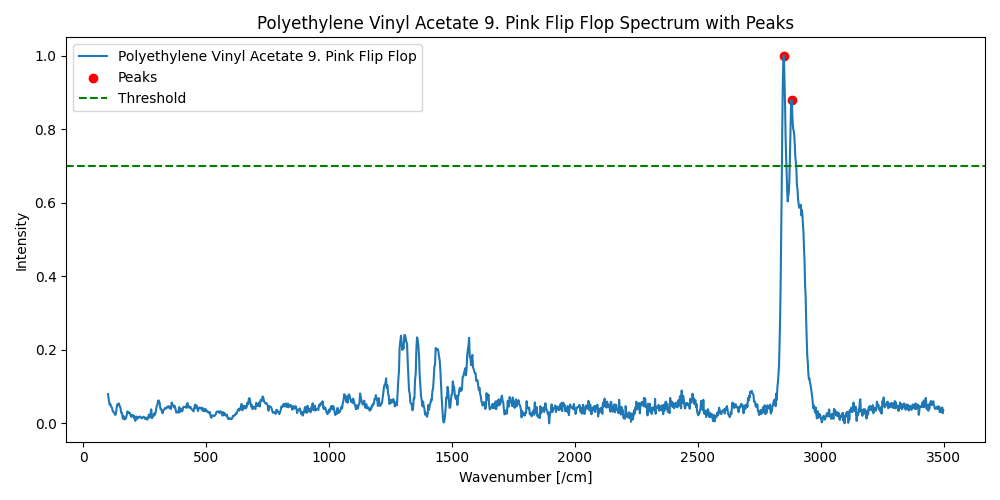 Polyethylene Vinyl Acetate 9. Pink Flip Flop Spectrum with Peaks
Polyethylene Vinyl Acetate 9. Pink Flip Flop
Peaks
Threshold
Intensity
1.0
0.8
0.6
0.4
0.2
0.0
0 500 1000 1500 2000 2500 3000 3500
Wavenumber [/cm]